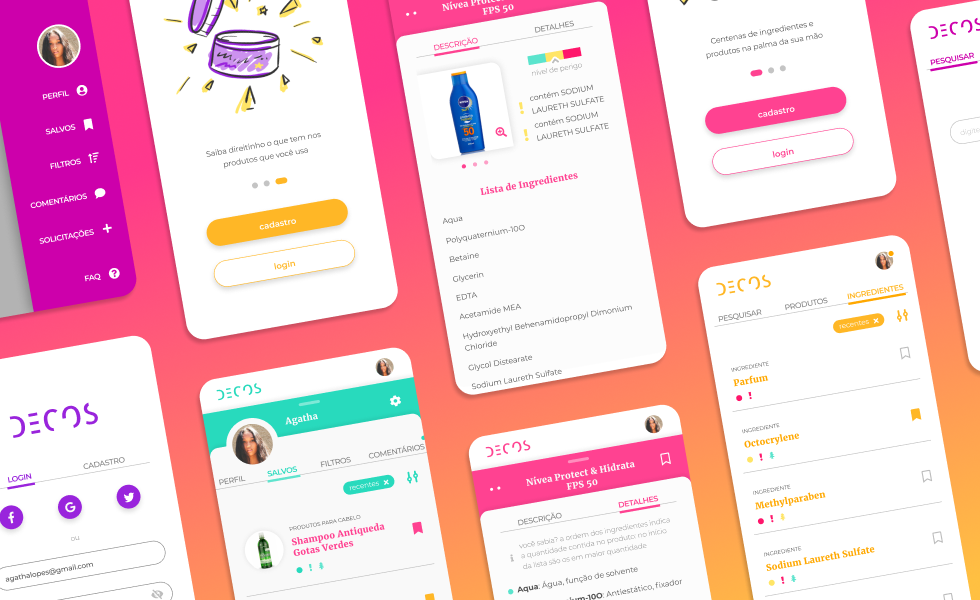 PERFIL
SALVOS
FILTROS
COMENTÁRIOS
SOLICITAÇÕES
FAQ
Saiba direitinho o que tem nos
produtos que você usa
cadastro
login
Nívea Protect
FPS 50
DESCRIÇÃO
DETALHES
nível de perigo
contém SODIUM
LAURETH SULFATE
contém SODIUM
LAURETH SULFATE
NIVEA
50
Lista de Ingredientes
Aqua
Polyquaternium-10O
Betaine
Glycerin
EDTA
Acetamide MEA
Hydroxyethyl Behenamidopropyl Dimonium
Chloride
Glycol Distearate
Sodium Laureth Sulfate
Centenas de ingredientes e
produtos na palma da sua mão
cadastro
login
DECOS
PESQUISAR
DECOS
LOGIN
CADASTRO
ou
agathalopes@gmail.com
DECOS
Agatha
PERFIL
SALVOS
FILTROS
COMENTÁRIOS
recentes ×
PRODUTOS PARA CABELO
Shampoo Antiqueda
Gotas Verdes
DECOS
Nívea Protect & Hidrata
FPS 50
DESCRIÇÃO
DETALHES
você sabia? a ordem dos ingredientes indica
a quantidade contida no produto: no início
da lista são os em maior quantidade
Aqua: Água, função de solvente
ium-10O: Antiestático, fixador
DECOS
PESQUISAR
PRODUTOS
INGREDIENTES
recentes ×
INGREDIENTE
Parfum
INGREDIENTE
Octocrylene
INGREDIENTE
Methylparaben
INGREDIENTE
Sodium Laureth Sulfate